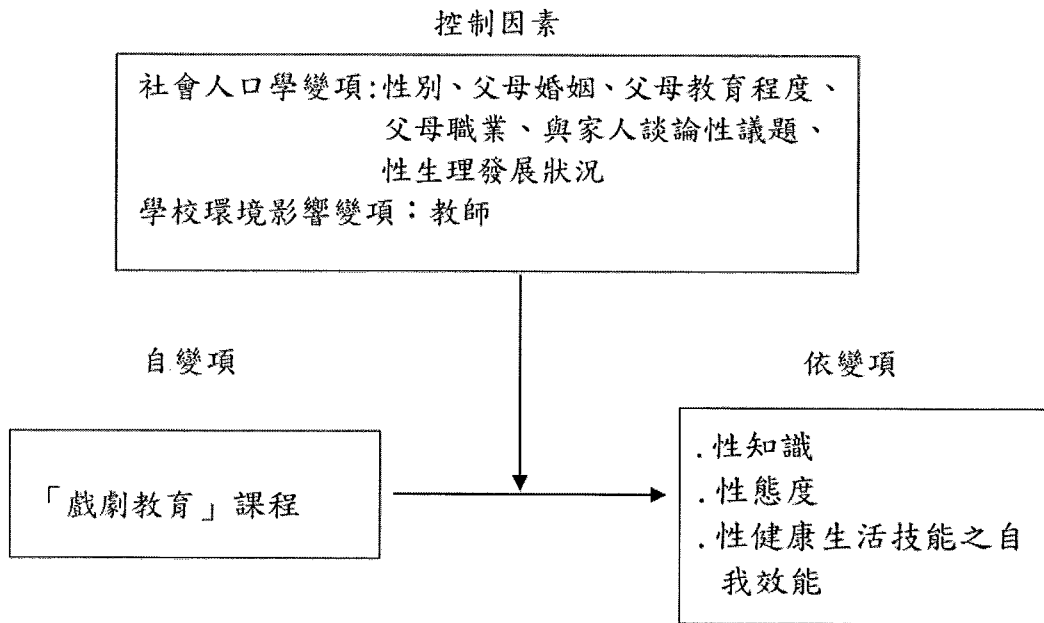 控制因素
社會人口學變項:性別、父母婚姻、父母教育程度、
父母職業、與家人談論性議題、
性生理發展狀況
學校環境影響變項：教師
自變項
依變項
「戲劇教育」課程
.性知識
.性態度
.性健康生活技能之自
我效能